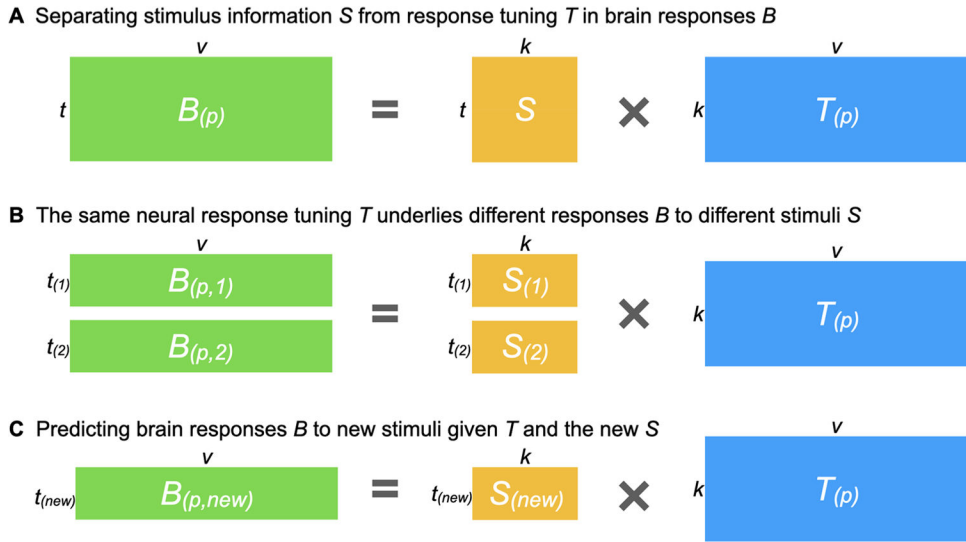 A Separating stimulus information S from response tuning T in brain responses B
v k v
t B(p) = t S × k T(p)
B The same neural response tuning T underlies different responses B to different stimuli S
v k v
t(1) B(p,1) t(1) S(1)
= × k T(p)
t(2) B(p,2) t(2) S(2)
C Predicting brain responses B to new stimuli given T and the new S
v k v
t(new) B(p,new) = t(new) S(new) × k T(p)